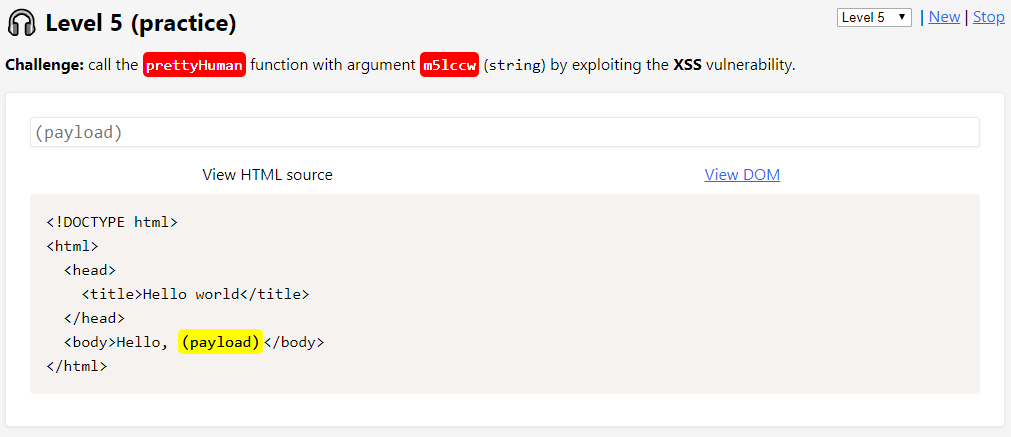 Level 5 (practice)
Level 5 | New | Stop
Challenge: call the prettyHuman function with argument m5lccw (string) by exploiting the XSS vulnerability.
(payload)
View HTML source
View DOM
<!DOCTYPE html>
<html>
<head>
<title>Hello world</title>
</head>
<body>Hello, (payload)</body>
</html>